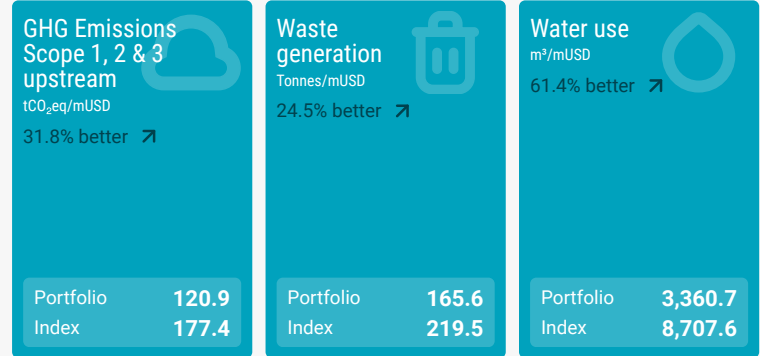 GHG Emissions
Scope 1, 2 & 3
upstream
tCO₂eq/mUSD
31.8% better
Portfolio 120.9
Index 177.4
Waste
generation
Tonnes/mUSD
24.5% better
Portfolio 165.6
Index 219.5
Water use
m³/mUSD
61.4% better
Portfolio 3,360.7
Index 8,707.6